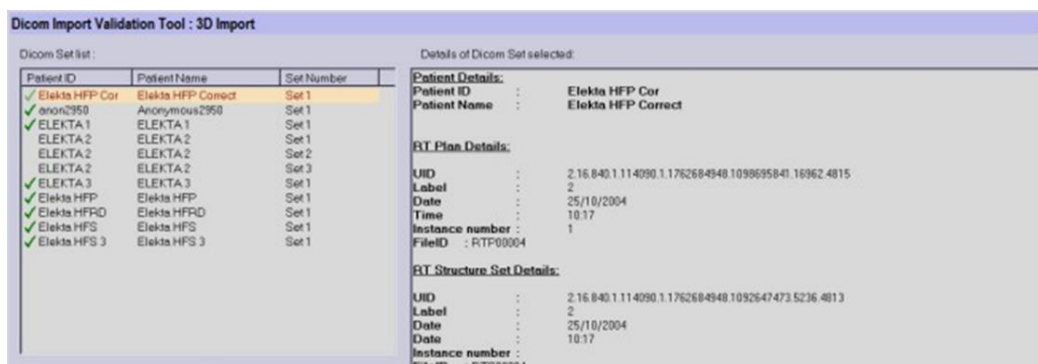 Dicom Import Validation Tool : 3D Import
Dicom Set list :
Patient ID Patient Name Set Number
Elekta HFP Cor Elekta HFP Correct Set 1
anon2950 Anonymous2950 Set 1
ELEKTA 1 ELEKTA 1 Set 1
ELEKTA 2 ELEKTA 2 Set 1
ELEKTA 2 ELEKTA 2 Set 2
ELEKTA 2 ELEKTA 2 Set 3
ELEKTA 3 ELEKTA 3 Set 1
Elekta HFP Elekta HFP Set 1
Elekta HFRD Elekta HFRD Set 1
Elekta HFS Elekta HFS Set 1
Elekta HFS 3 Elekta HFS 3 Set 1
Details of Dicom Set selected:
Patient Details:
Patient ID : Elekta HFP Cor
Patient Name : Elekta HFP Correct
RT Plan Details:
UID : 2.16.840.1.114090.1.1762684948.1098695841.16962.4815
Label : 2
Date : 25/10/2004
Time : 10:17
Instance number : 1
FileID : RTP00004
RT Structure Set Details:
UID : 2.16.840.1.114090.1.1762684948.1092647473.5236.4813
Label : 2
Date : 25/10/2004
Date : 10:17
Instance number :